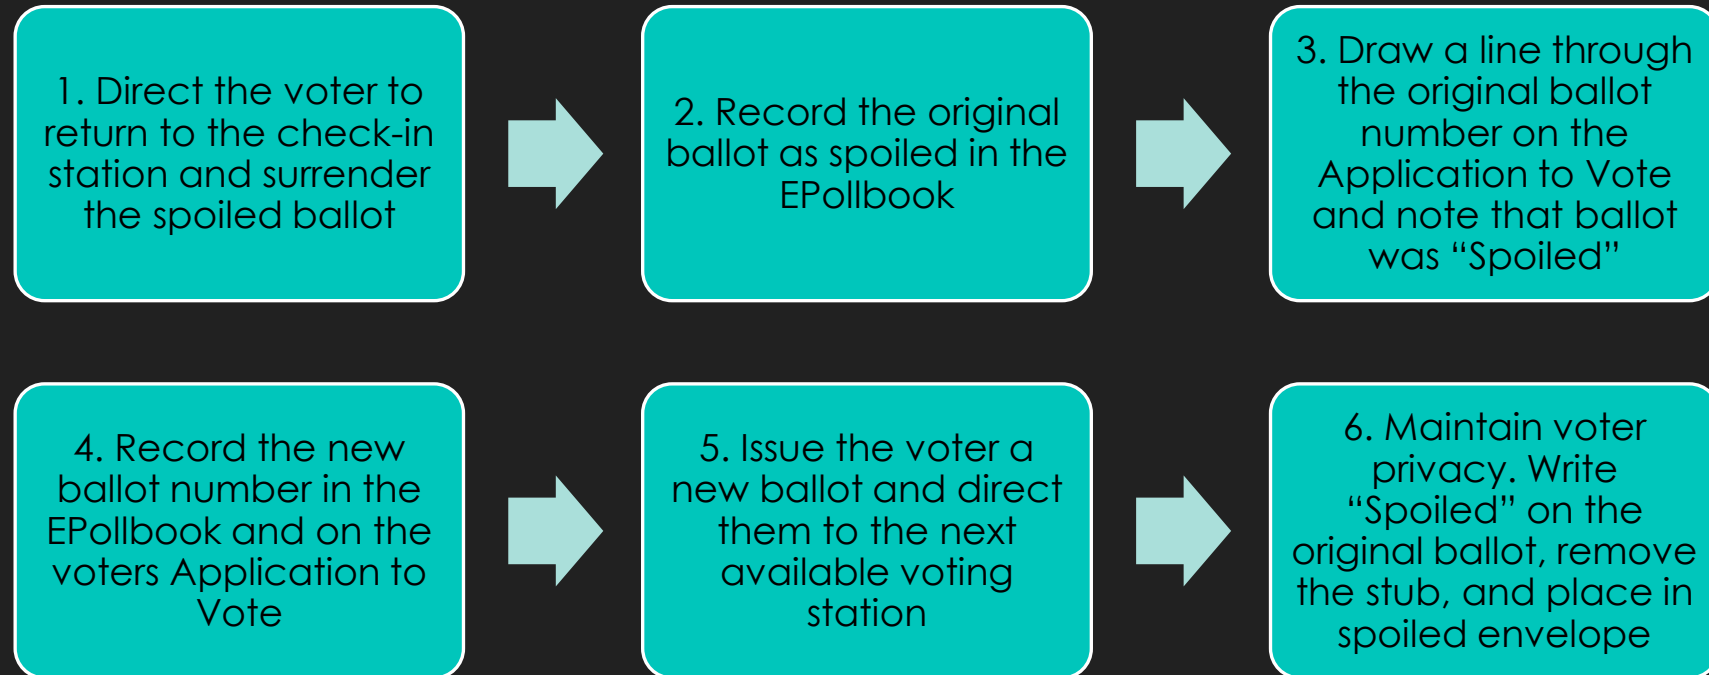 1. Direct the voter to
return to the check-in
station and surrender
the spoiled ballot
2. Record the original
ballot as spoiled in the
EPollbook
3. Draw a line through
the original ballot
number on the
Application to Vote
and note that ballot
was “Spoiled”
4. Record the new
ballot number in the
EPollbook and on the
voters Application to
Vote
5. Issue the voter a
new ballot and direct
them to the next
available voting
station
6. Maintain voter
privacy. Write
“Spoiled” on the
original ballot, remove
the stub, and place in
spoiled envelope